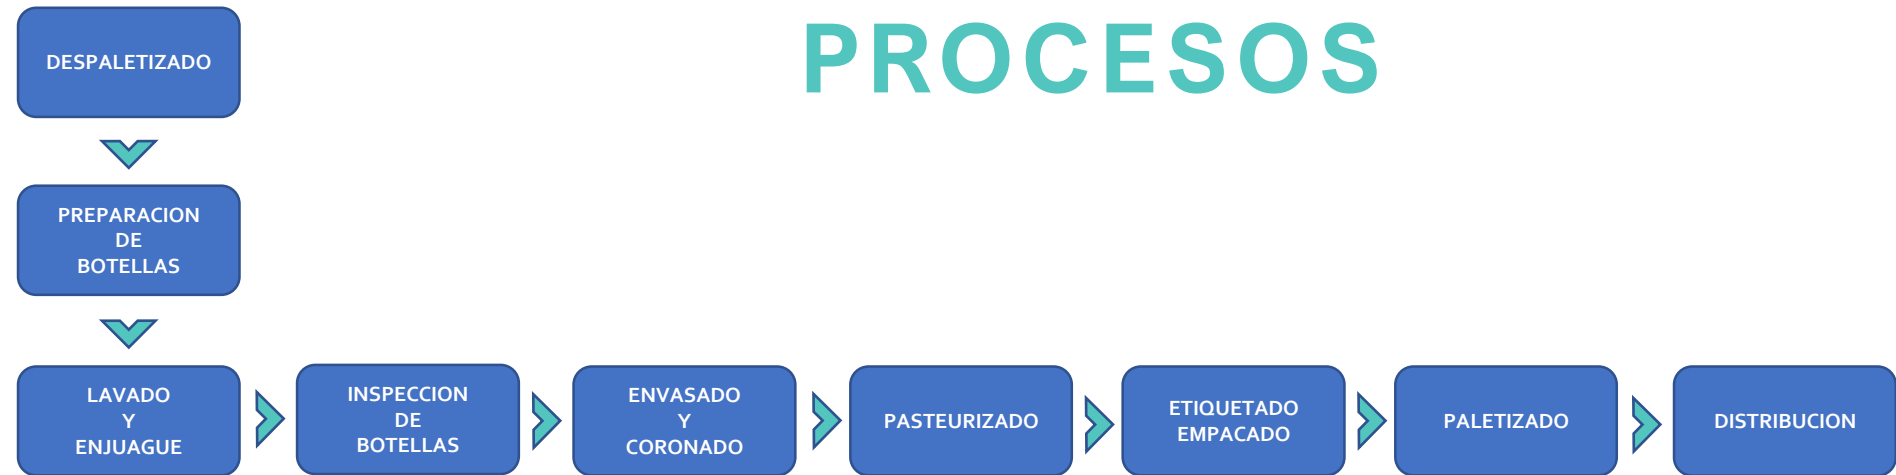 PROCESOS
DESPALETIZADO
PREPARACION
DE
BOTELLAS
LAVADO
Y
ENJUAGUE
INSPECCION
DE
BOTELLAS
ENVASADO
Y
CORONADO
PASTEURIZADO
ETIQUETADO
EMPACADO
PALETIZADO
DISTRIBUCION